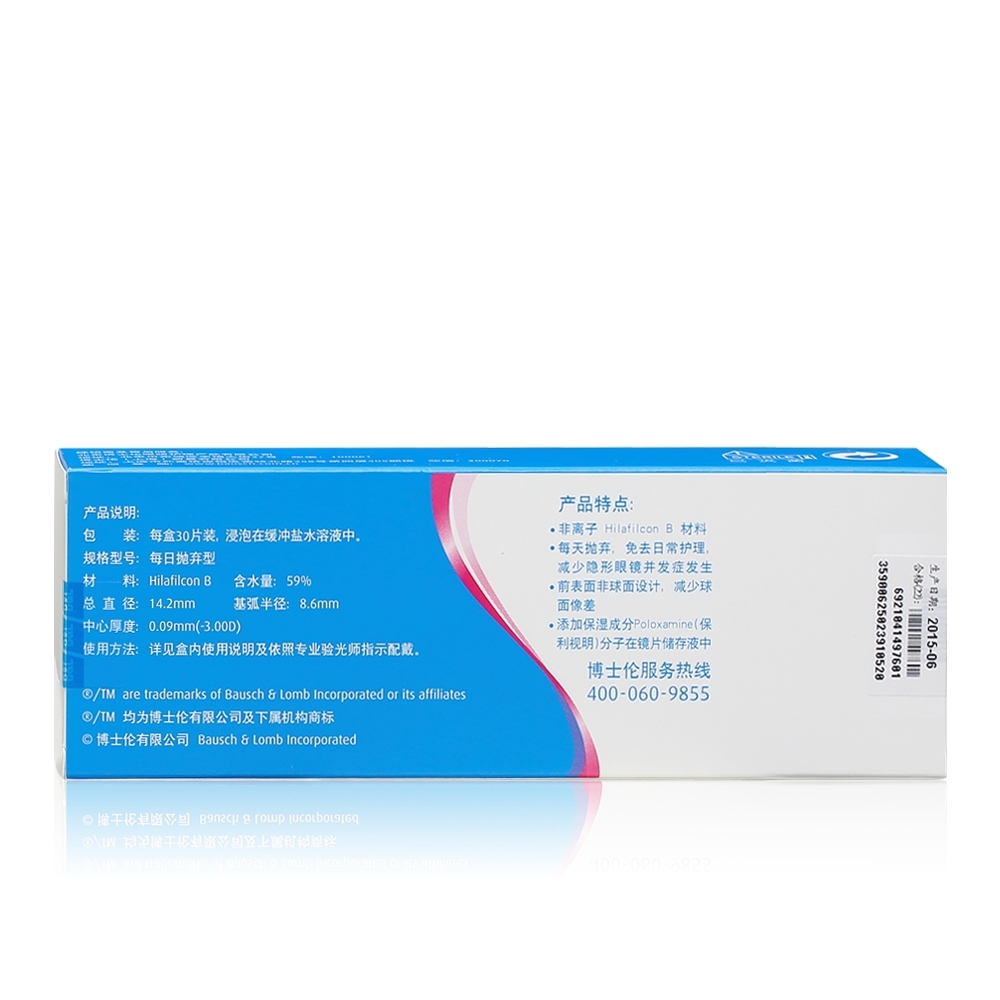 STERILE
产品说明:
包 装: 每盒30片装, 浸泡在缓冲盐水溶液中。
规格型号: 每日抛弃型
材 料: Hilafilcon B 含水量: 59%
总 直 径: 14.2mm 基弧半径: 8.6mm
中心厚度: 0.09mm(-3.00D)
使用方法: 详见盒内使用说明及依照专业验光师指示配戴。
®/TM are trademarks of Bausch & Lomb Incorporated or its affiliates
®/TM 均为博士伦有限公司及下属机构商标
© 博士伦有限公司 Bausch & Lomb Incorporated
产品特点:
•非离子 Hilafilcon B 材料
•每天抛弃, 免去日常护理,
减少隐形眼镜并发症发生
•前表面非球面设计, 减少球
面像差
•添加保湿成分Poloxamine(保
利视明)分子在镜片储存液中
博士伦服务热线
400-060-9855
生产日期: 2015-06
合格(22):
6921041497601
35900625023910520